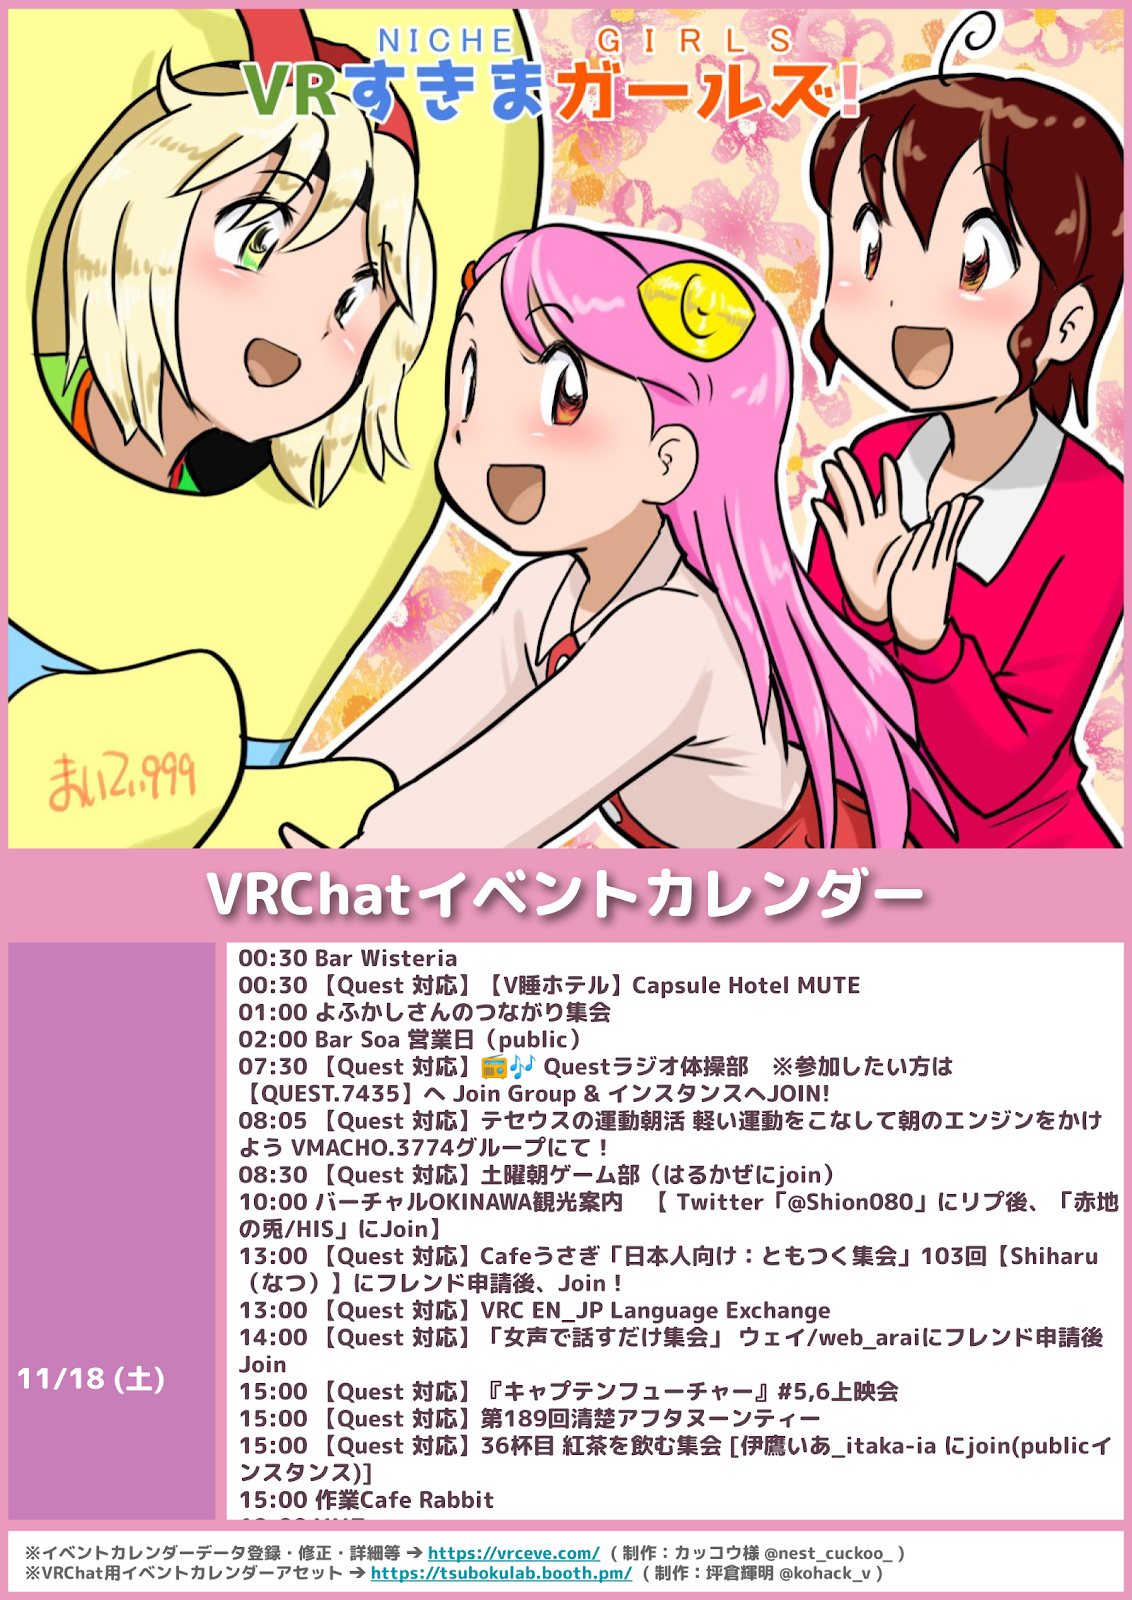 NICHE GIRLS
VRすきまガールズ!
まいてぃ999
VRChatイベントカレンダー
11/18 (土)
00:30 Bar Wisteria
00:30 【Quest 対応】【V睡ホテル】Capsule Hotel MUTE
01:00 よふかしさんのつながり集会
02:00 Bar Soa 営業日（public）
07:30 【Quest 対応】📻🎶 Questラジオ体操部　※参加したい方は
【QUEST.7435】へ Join Group & インスタンスへJOIN!
08:05 【Quest 対応】テセウスの運動朝活 軽い運動をこなして朝のエンジンをかけ
よう VMACHO.3774グループにて！
08:30 【Quest 対応】土曜朝ゲーム部（はるかぜにjoin）
10:00 バーチャルOKINAWA観光案内　【 Twitter「@Shion080」にリプ後、「赤地
の兎/HIS」にJoin】
13:00 【Quest 対応】Cafeうさぎ「日本人向け：ともつく集会」103回【Shiharu
（なつ）】にフレンド申請後、Join！
13:00 【Quest 対応】VRC EN_JP Language Exchange
14:00 【Quest 対応】「女声で話すだけ集会」 ウェイ/web_araiにフレンド申請後
Join
15:00 【Quest 対応】『キャプテンフューチャー』#5,6上映会
15:00 【Quest 対応】第189回清楚アフタヌーンティー
15:00 【Quest 対応】36杯目 紅茶を飲む集会 [伊鷹いあ_itaka-ia にjoin(publicイ
ンスタンス)]
15:00 作業Cafe Rabbit
※イベントカレンダーデータ登録・修正・詳細等 ➔ https://vrceve.com/ （制作：カッコウ様 @nest_cuckoo_ ）
※VRChat用イベントカレンダーアセット ➔ https://tsubokulab.booth.pm/ （制作：坪倉輝明 @kohack_v ）